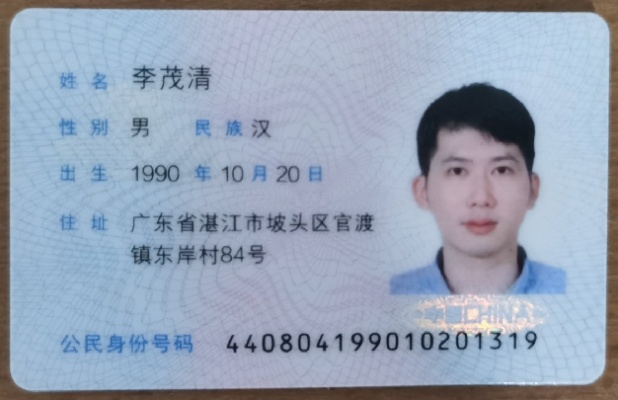 姓名 李茂清
性别 男 民族 汉
出生 1990 年 10 月 20 日
住址 广东省湛江市坡头区官渡
镇东岸村84号
中国CHINA
公民身份号码 440804199010201319